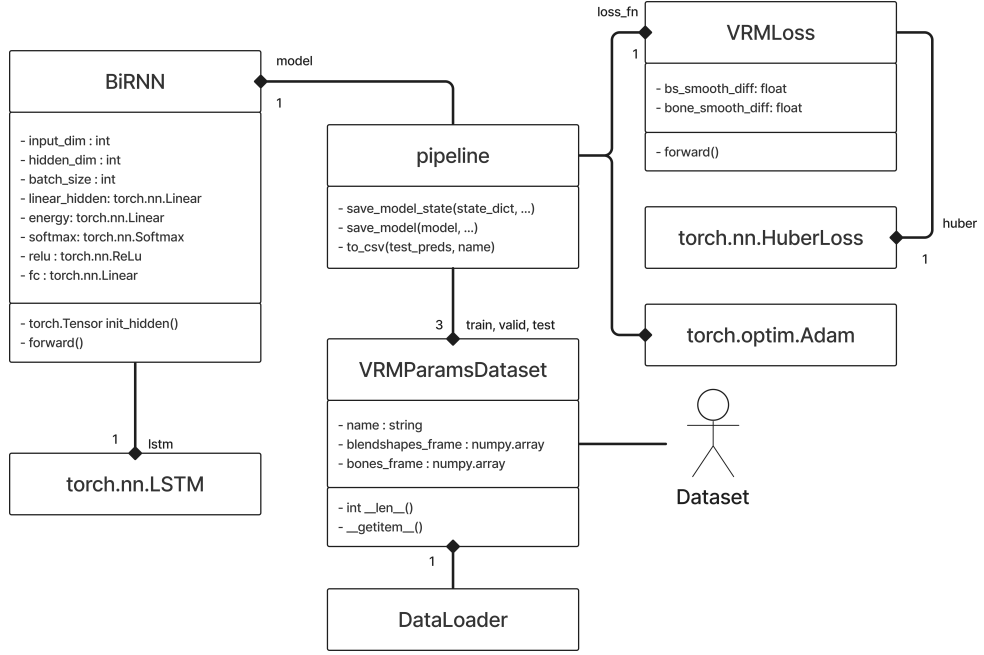 BiRNN
- input_dim : int
- hidden_dim : int
- batch_size : int
- linear_hidden: torch.nn.Linear
- energy: torch.nn.Linear
- softmax: torch.nn.Softmax
- relu : torch.nn.ReLu
- fc : torch.nn.Linear
- torch.Tensor init_hidden()
- forward()
1
lstm
torch.nn.LSTM
model
1
pipeline
- save_model_state(state_dict, ...)
- save_model(model, ...)
- to_csv(test_preds, name)
3
train, valid, test
VRMParamsDataset
- name : string
- blendshapes_frame : numpy.array
- bones_frame : numpy.array
- int __len__()
- __getitem__()
1
DataLoader
loss_fn
1
VRMLoss
- bs_smooth_diff: float
- bone_smooth_diff: float
- forward()
torch.nn.HuberLoss
huber
1
torch.optim.Adam
Dataset